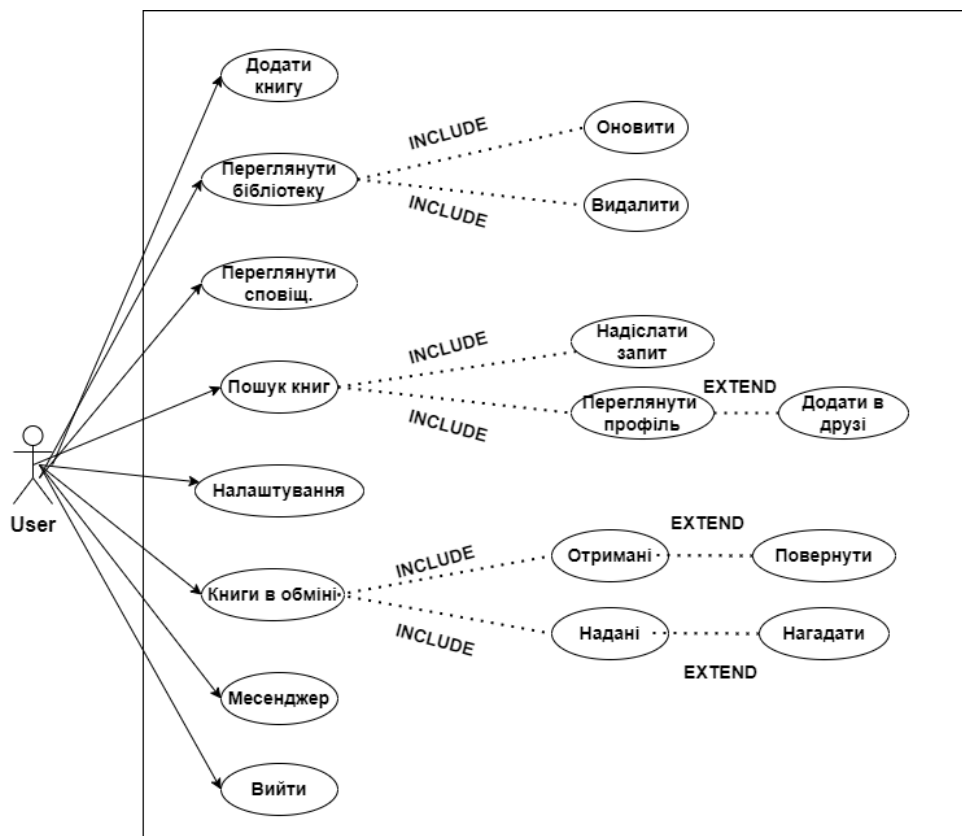 Додати
книгу
INCLUDE
Оновити
Переглянути
бібліотеку
INCLUDE
Видалити
Переглянути
сповіщ.
INCLUDE
Надіслати
запит
Пошук книг
INCLUDE
Переглянути
профіль
EXTEND
Додати в
друзі
User
Налаштування
INCLUDE
Отримані
EXTEND
Повернути
Книги в обміні
INCLUDE
Надані
EXTEND
Нагадати
Месенджер
Вийти